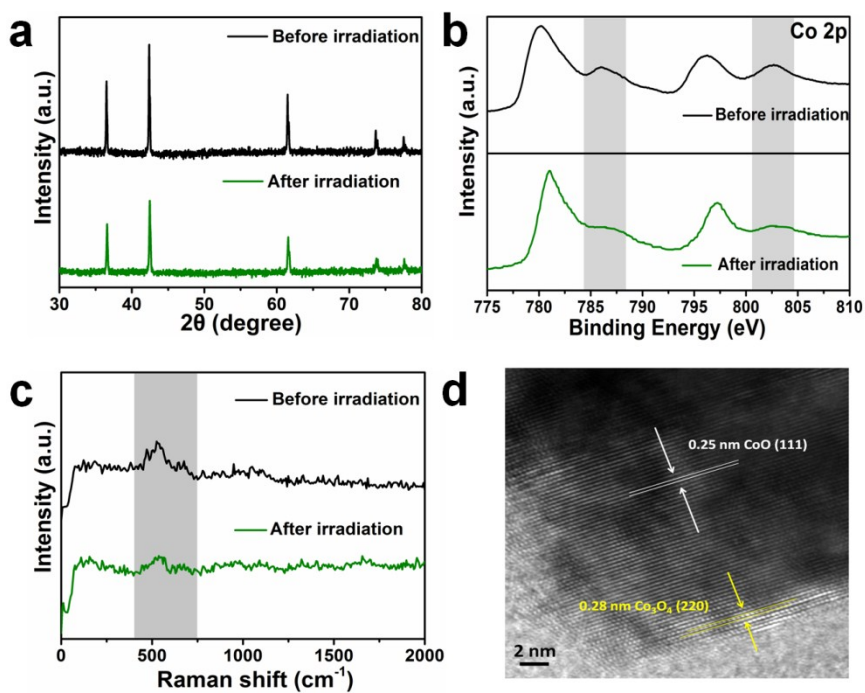 a
Before irradiation
After irradiation
Intensity (a.u.)
30 40 50 60 70 80
2θ (degree)
b
Co 2p
Before irradiation
After irradiation
Intensity (a.u.)
775 780 785 790 795 800 805 810
Binding Energy (eV)
c
Before irradiation
After irradiation
Intensity (a.u.)
0 500 1000 1500 2000
Raman shift (cm⁻¹)
d
0.25 nm CoO (111)
0.28 nm Co₃O₄ (220)
2 nm